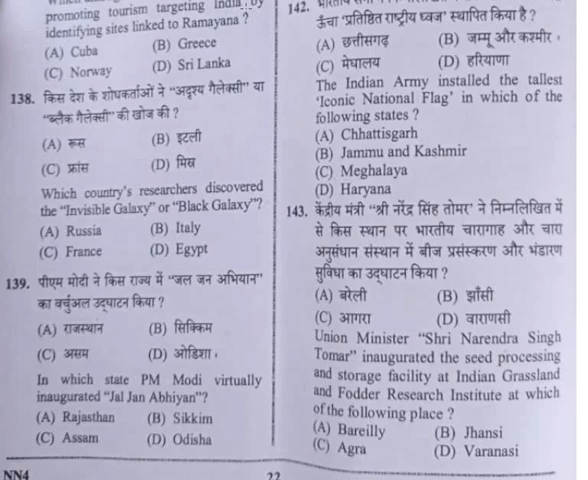 promoting tourism targeting India, by
identifying sites linked to Ramayana ?
(A) Cuba (B) Greece
(C) Norway (D) Sri Lanka
138. किस देश के शोधकर्ताओं ने “अदृश्य गैलेक्सी” या
“ब्लैक गैलेक्सी” की खोज की ?
(A) रूस (B) इटली
(C) फ्रांस (D) मिस्र
Which country’s researchers discovered
the “Invisible Galaxy” or “Black Galaxy”?
(A) Russia (B) Italy
(C) France (D) Egypt
139. पीएम मोदी ने किस राज्य में “जल जन अभियान”
का वर्चुअल उद्घाटन किया ?
(A) राजस्थान (B) सिक्किम
(C) असम (D) ओडिशा
In which state PM Modi virtually
inaugurated “Jal Jan Abhiyan”?
(A) Rajasthan (B) Sikkim
(C) Assam (D) Odisha
142.
ऊँचा ‘प्रतिष्ठित राष्ट्रीय ध्वज’ स्थापित किया है ?
(A) छत्तीसगढ़ (B) जम्मू और कश्मीर
(C) मेघालय (D) हरियाणा
The Indian Army installed the tallest
‘Iconic National Flag’ in which of the
following states ?
(A) Chhattisgarh
(B) Jammu and Kashmir
(C) Meghalaya
(D) Haryana
143. केंद्रीय मंत्री “श्री नरेंद्र सिंह तोमर’ ने निम्नलिखित में
से किस स्थान पर भारतीय चारागाह और चारा
अनुसंधान संस्थान में बीज प्रसंस्करण और भंडारण
सुविधा का उद्घाटन किया ?
(A) बरेली (B) झाँसी
(C) आगरा (D) वाराणसी
Union Minister “Shri Narendra Singh
Tomar” inaugurated the seed processing
and storage facility at Indian Grassland
and Fodder Research Institute at which
of the following place ?
(A) Bareilly (B) Jhansi
(C) Agra (D) Varanasi
NN4 22